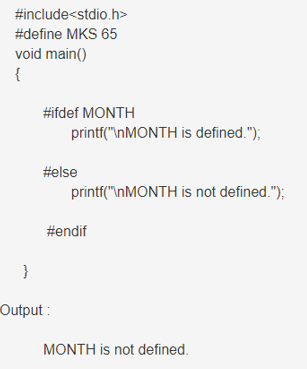 #include<stdio.h>
#define MKS 65
void main()
{
#ifdef MONTH
printf("\nMONTH is defined.");
#else
printf("\nMONTH is not defined.");
#endif
}
Output :
MONTH is not defined.